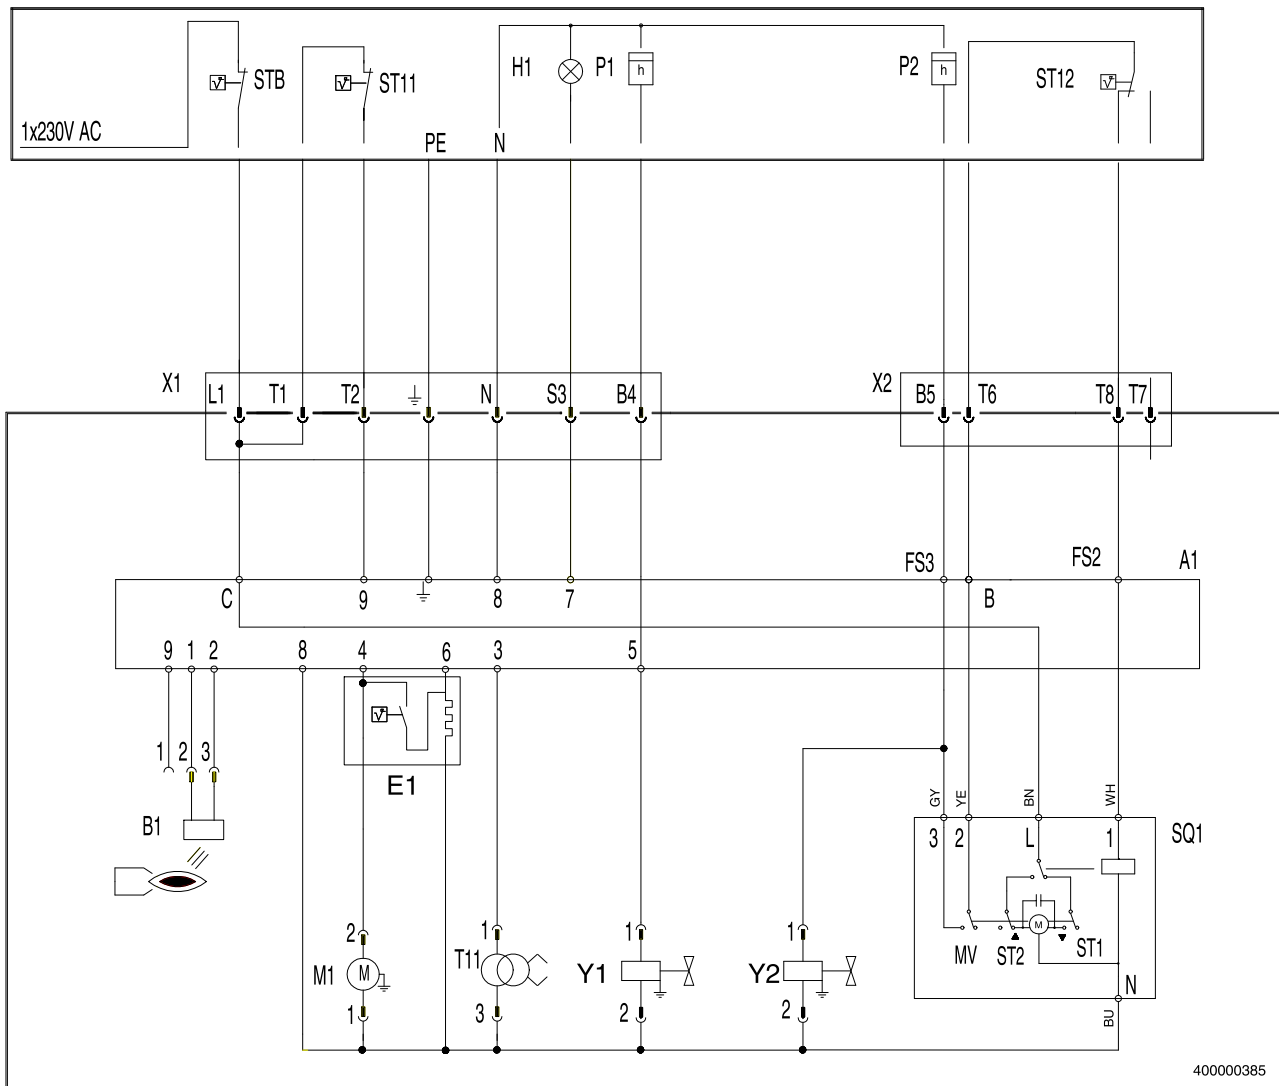 STB
ST11
H1
P1
h
P2
h
ST12
1x230V AC
PE
N
X1
L1
T1
T2
N
S3
B4
X2
B5
T6
T8
T7
FS3
FS2
A1
C
9
8
7
B
9
1
2
8
4
6
3
5
1
2
3
E1
B1
GY
YE
BN
WH
3
2
L
1
SQ1
M
MV
ST2
ST1
N
BU
2
M1
M
1
1
T11
3
1
Y1
2
1
Y2
2
400000385